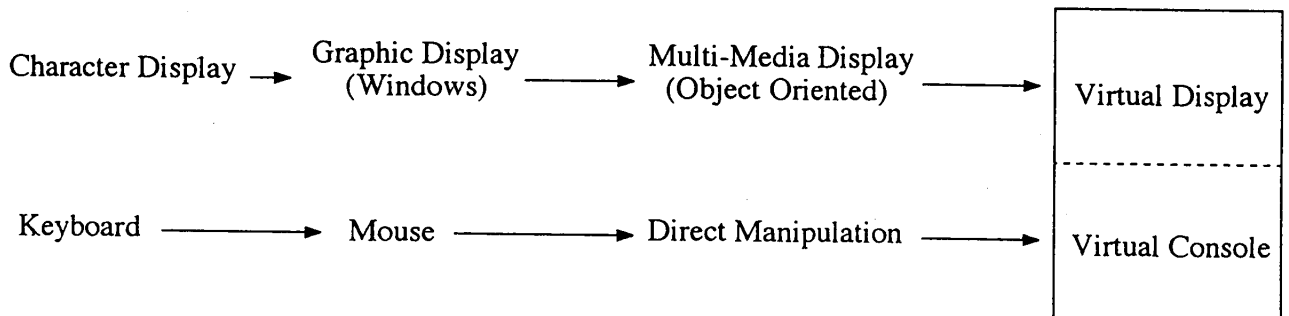 Character Display
Graphic Display
(Windows)
Multi-Media Display
(Object Oriented)
Virtual Display
Keyboard
Mouse
Direct Manipulation
Virtual Console